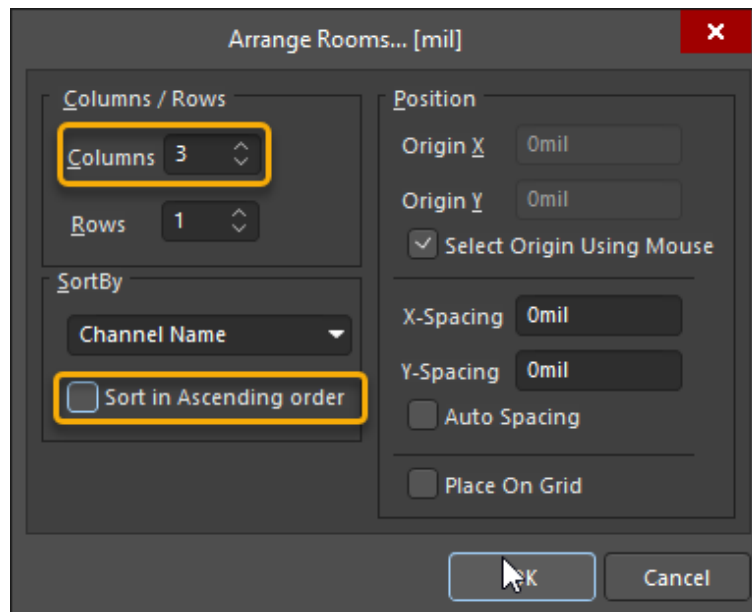 Arrange Rooms... [mil]
Columns / Rows
Columns 3
Rows 1
SortBy
Channel Name
Sort in Ascending order
Position
Origin X 0mil
Origin Y 0mil
Select Origin Using Mouse
X-Spacing 0mil
Y-Spacing 0mil
Auto Spacing
Place On Grid
OK
Cancel